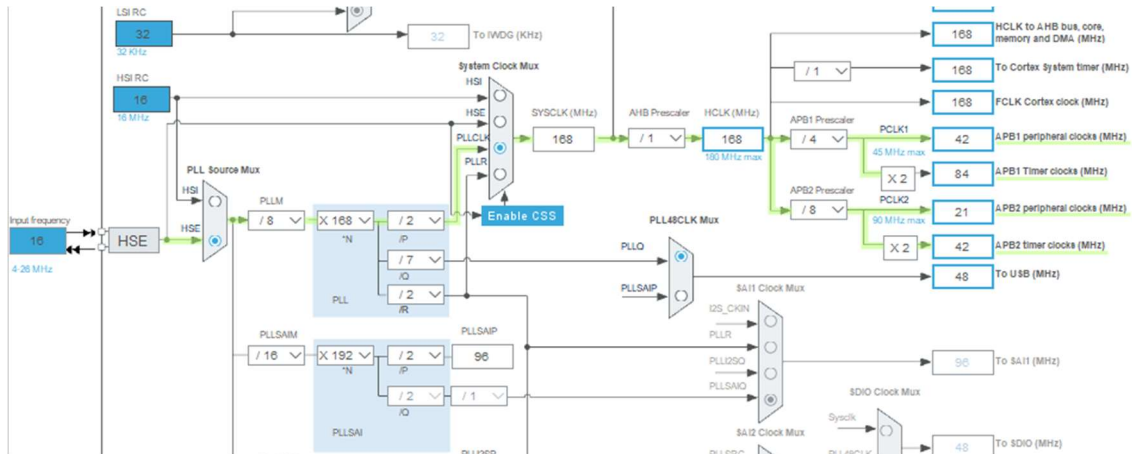 LSI RC
32
32 KHz
32
To IWDG (KHz)
HSI RC
16
16 MHz
System Clock Mux
HSI
HSE
PLLCLK
PLLR
Enable CSS
SYSCLK (MHz)
168
AHB Prescaler
/ 1
HCLK (MHz)
168
180 MHz max
168
HCLK to AHB bus, core,
memory and DMA (MHz)
/ 1
168
To Cortex System timer (MHz)
168
FCLK Cortex clock (MHz)
APB1 Prescaler
/ 4
PCLK1
45 MHz max
42
APB1 peripheral clocks (MHz)
X 2
84
APB1 Timer clocks (MHz)
APB2 Prescaler
/ 8
PCLK2
90 MHz max
21
APB2 peripheral clocks (MHz)
X 2
42
APB2 timer clocks (MHz)
48
To USB (MHz)
Input frequency
16
4-26 MHz
HSE
PLL Source Mux
HSI
HSE
PLLM
/ 8
X 168
*N
/ 2
/P
/ 7
/Q
/ 2
/R
PLL
PLL48CLK Mux
PLLQ
PLLSAIP
PLLSAIM
/ 16
X 192
*N
/ 2
/P
PLLSAIP
96
/ 2
/Q
/ 1
PLLSAI
SAI1 Clock Mux
I2S_CKIN
PLLR
PLLI2SQ
PLLSAIQ
96
To SAI1 (MHz)
SDIO Clock Mux
Sysclk
PLL48CLK
48
To SDIO (MHz)
SAI2 Clock Mux
PLLSRC